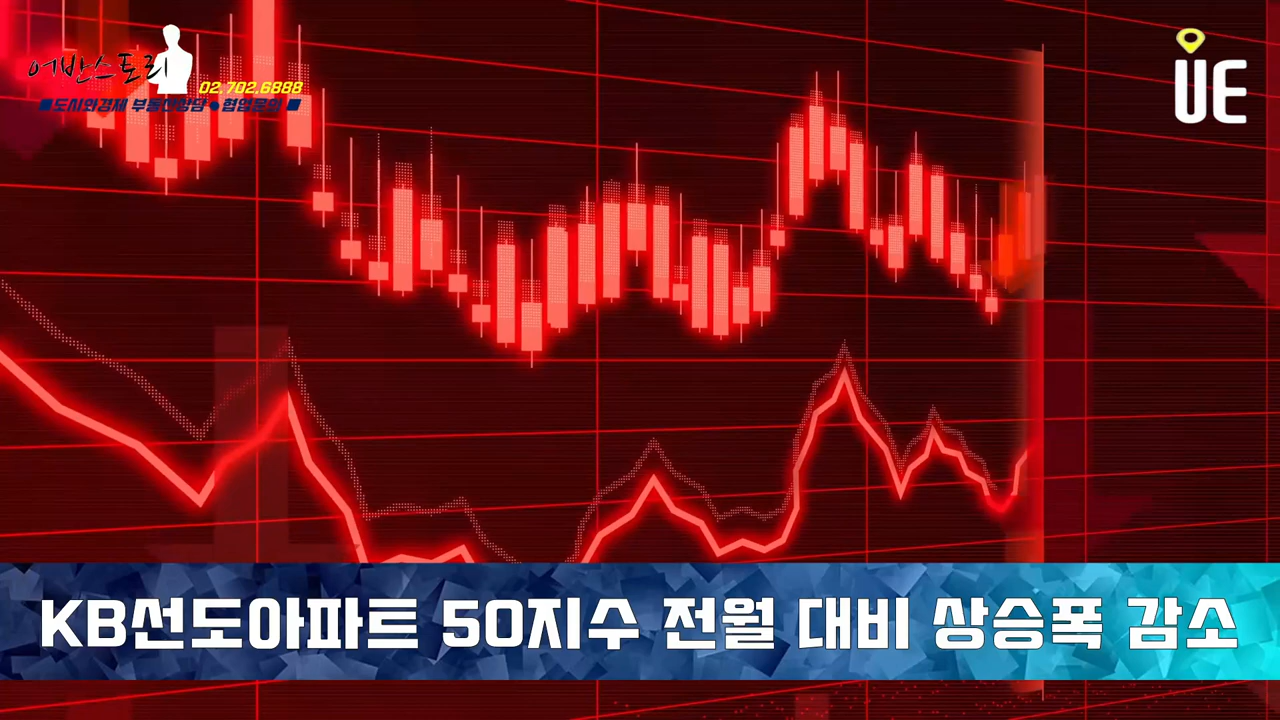 어반스토리
02.702.6888
■도시와경제 부동산상담 ● 협업문의 ■
UE
KB선도아파트 50지수 전월 대비 상승폭 감소